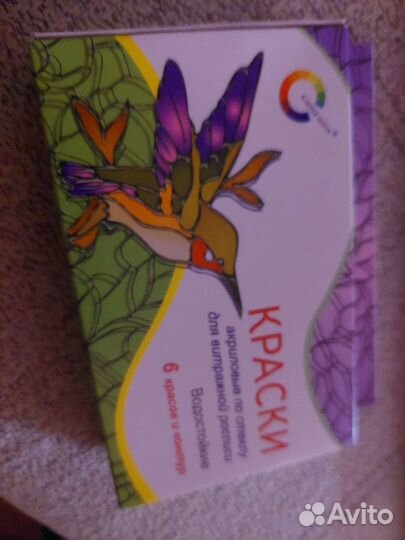 КРАСКИ
акриловые по стеклу
для витражной росписи
Водостойкие
6 красок и контур
Avito